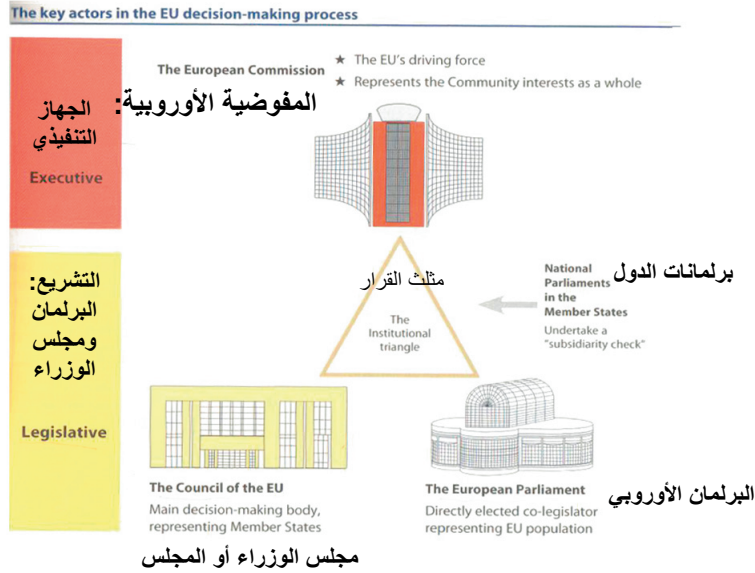 The key actors in the EU decision-making process
The European Commission
★ The EU's driving force
★ Represents the Community interests as a whole
المفوضية الأوروبية:
الجهاز
التنفيذي
Executive
مثلث القرار
The
Institutional
triangle
National
Parliaments
in the
Member States
Undertake a
"subsidiarity check"
برلمانات الدول
التشريع:
البرلمان
ومجلس
الوزراء
Legislative
The Council of the EU
Main decision-making body,
representing Member States
مجلس الوزراء أو المجلس
The European Parliament
Directly elected co-legislator
representing EU population
البرلمان الأوروبي